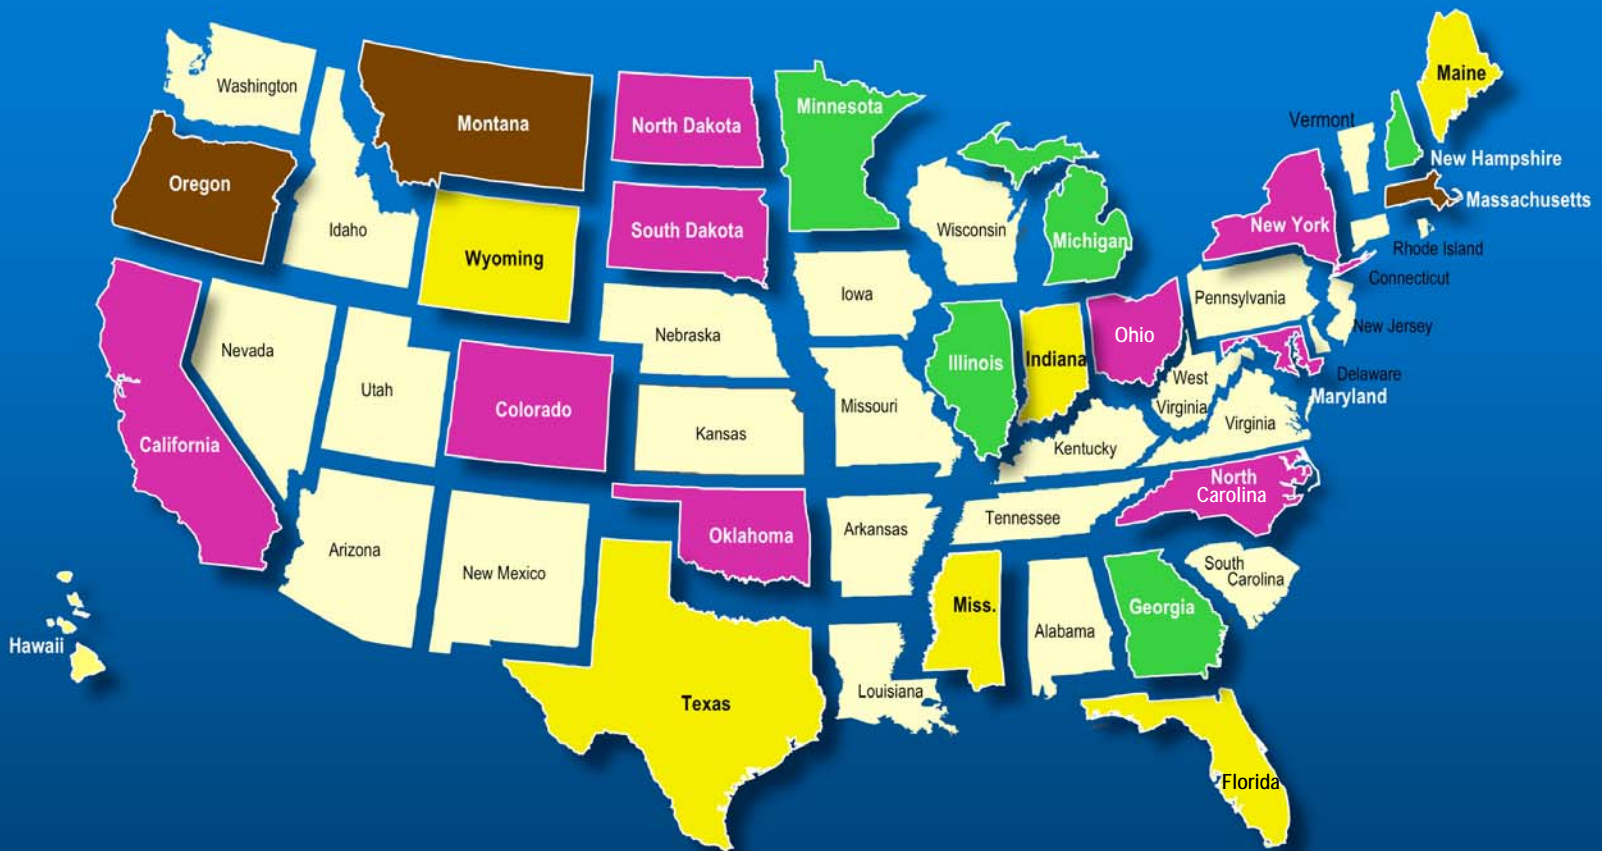 Washington
Montana
North Dakota
Minnesota
Maine
Vermont
New Hampshire
Oregon
Massachusetts
Idaho
South Dakota
Wisconsin
Michigan
New York
Rhode Island
Wyoming
Connecticut
Iowa
Pennsylvania
New Jersey
Nebraska
Ohio
Nevada
Illinois
Indiana
Delaware
Utah
West
Virginia
Maryland
Colorado
Kansas
Missouri
Virginia
California
Kentucky
North
Carolina
Oklahoma
Arkansas
Tennessee
Arizona
New Mexico
South
Carolina
Miss.
Georgia
Alabama
Hawaii
Texas
Louisiana
Florida